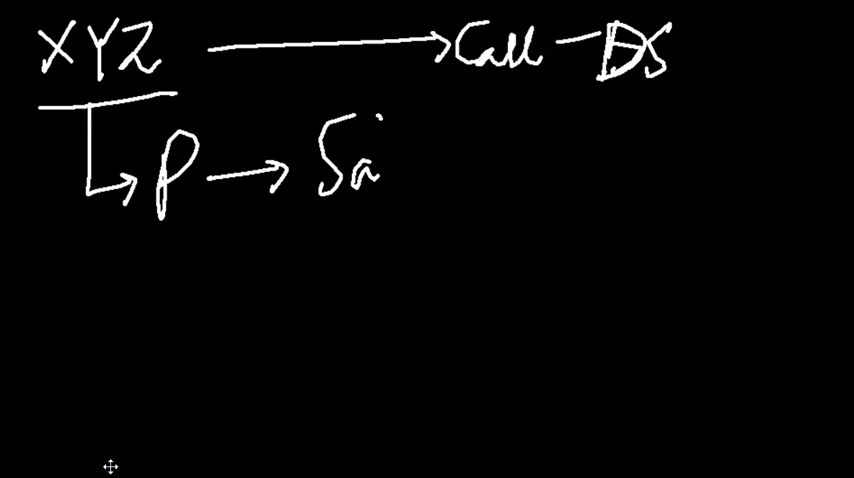 XYZ → Call - DS
P → Sa